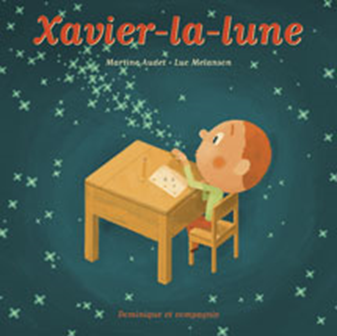 Xavier-la-lune
Martine Audet - Luc Melanson
Dominique et compagnie